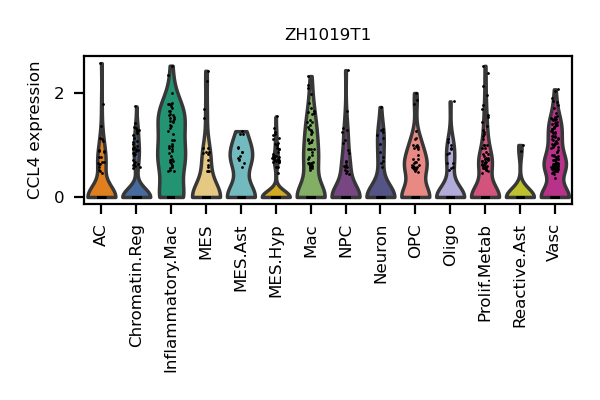 ZH1019T1
CCL4 expression
2
0
AC
Chromatin.Reg
Inflammatory.Mac
MES
MES.Ast
MES.Hyp
Mac
NPC
Neuron
OPC
Oligo
Prolif.Metab
Reactive.Ast
Vasc